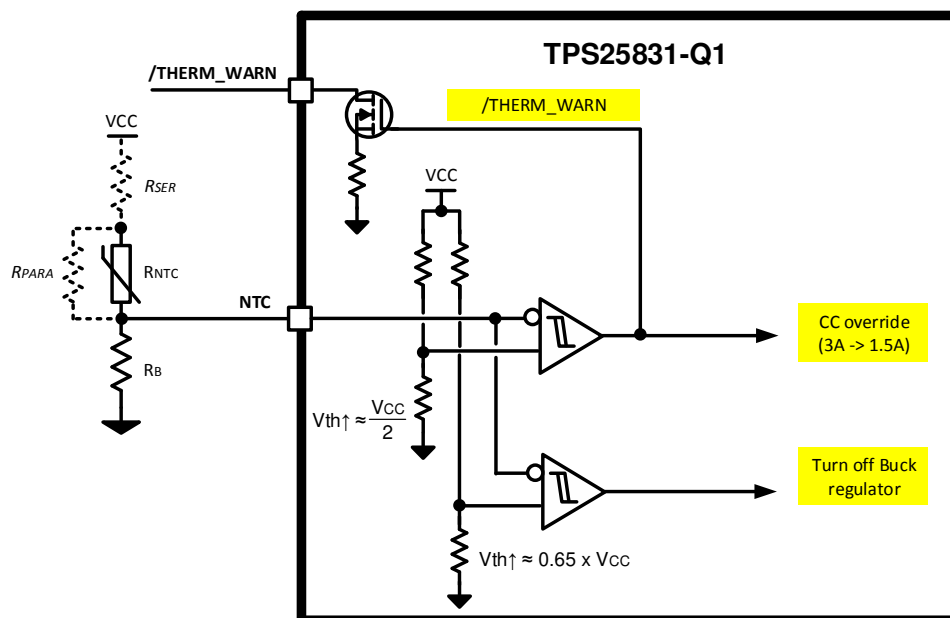 TPS25831-Q1
/THERM_WARN
/THERM_WARN
VCC
RSER
VCC
RPARA
RNTC
NTC
CC override
(3A -> 1.5A)
RB
Vth↑ ≈ VCC
2
Turn off Buck
regulator
Vth↑ ≈ 0.65 x VCC